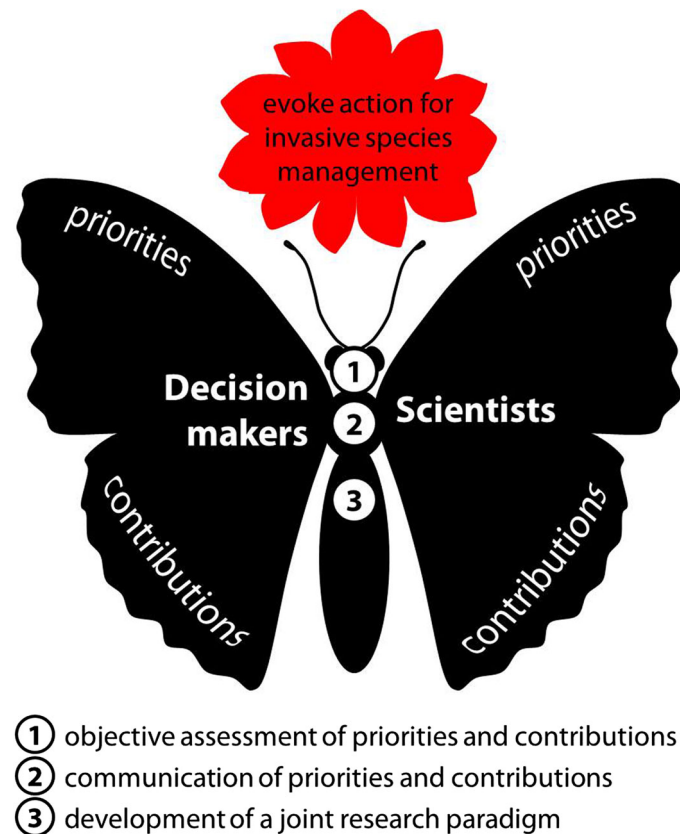 evoke action for
invasive species
management
priorities
priorities
Decision
makers
Scientists
1
2
3
contributions
contributions
1 objective assessment of priorities and contributions
2 communication of priorities and contributions
3 development of a joint research paradigm